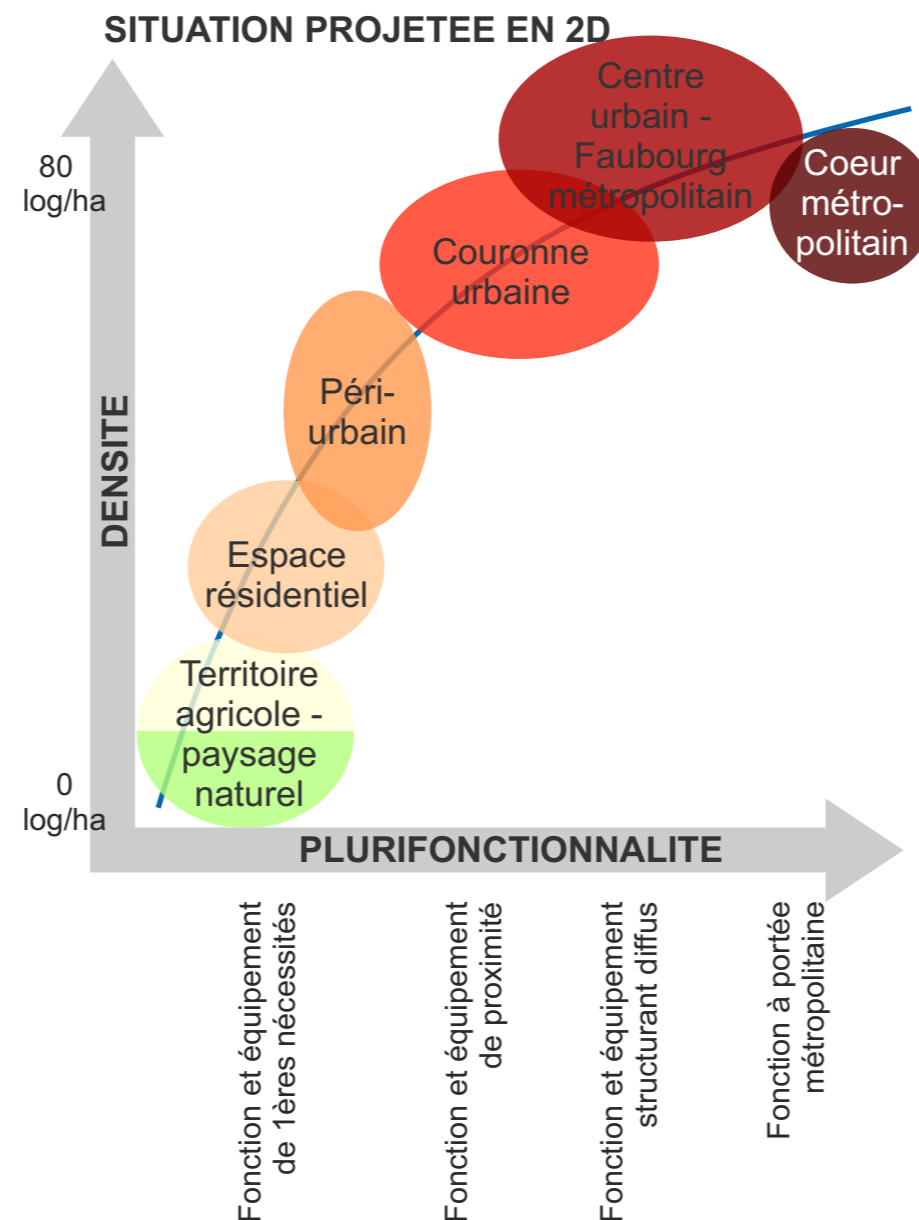 SITUATION PROJETEE EN 2D
80
log/ha
Centre
urbain -
Faubourg
métropolitain
Coeur
métro-
politain
Couronne
urbaine
Péri-
urbain
DENSITE
Espace
résidentiel
Territoire
agricole -
paysage
naturel
0
log/ha
PLURIFONCTIONNALITE
Fonction et équipement
de 1ères nécessités
Fonction et équipement
de proximité
Fonction et équipement
structurant diffus
Fonction à portée
métropolitaine